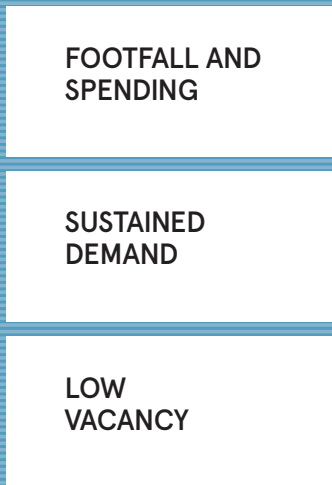 FOOTFALL AND
SPENDING
SUSTAINED
DEMAND
LOW
VACANCY